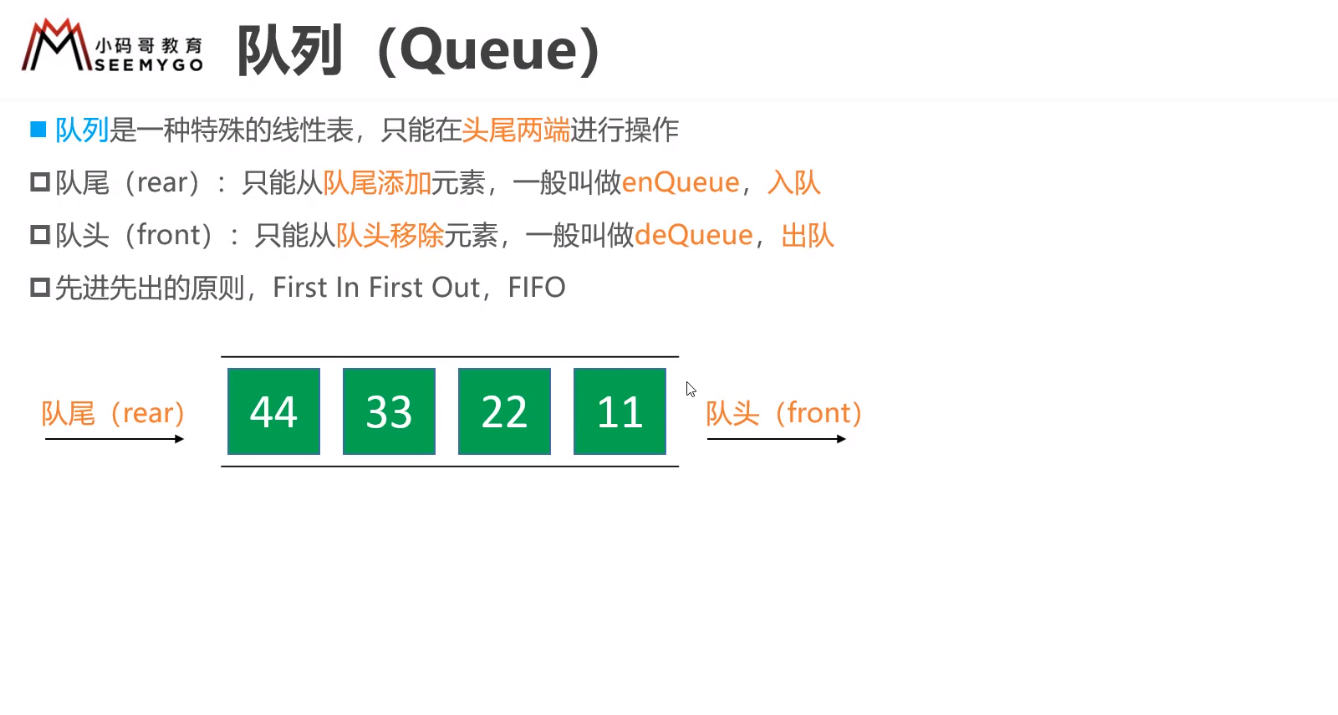 小码哥教育
SEEMYGO
队列（Queue）
队列是一种特殊的线性表，只能在头尾两端进行操作
队尾（rear）：只能从队尾添加元素，一般叫做enQueue，入队
队头（front）：只能从队头移除元素，一般叫做deQueue，出队
先进先出的原则，First In First Out，FIFO
队尾（rear） 44 33 22 11 队头（front）